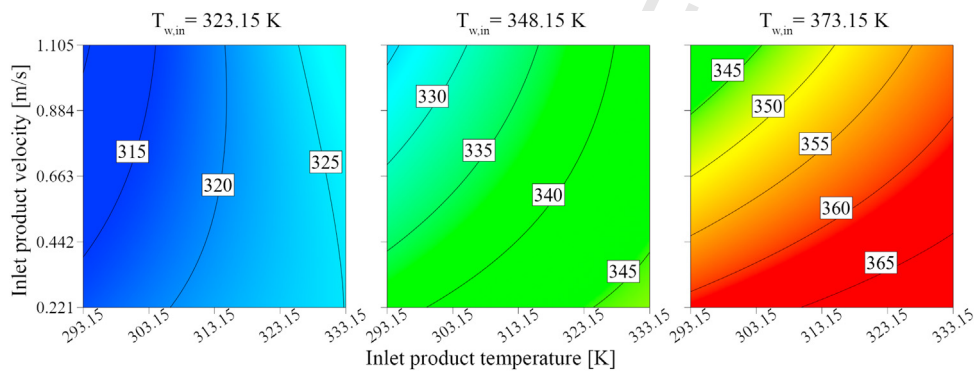 T_w,in = 323.15 K
T_w,in = 348.15 K
T_w,in = 373.15 K
Inlet product velocity [m/s]
1.105
0.884
0.663
0.442
0.221
315
320
325
330
335
340
345
345
350
355
360
365
293.15 303.15 313.15 323.15 333.15
293.15 303.15 313.15 323.15 333.15
293.15 303.15 313.15 323.15 333.15
Inlet product temperature [K]